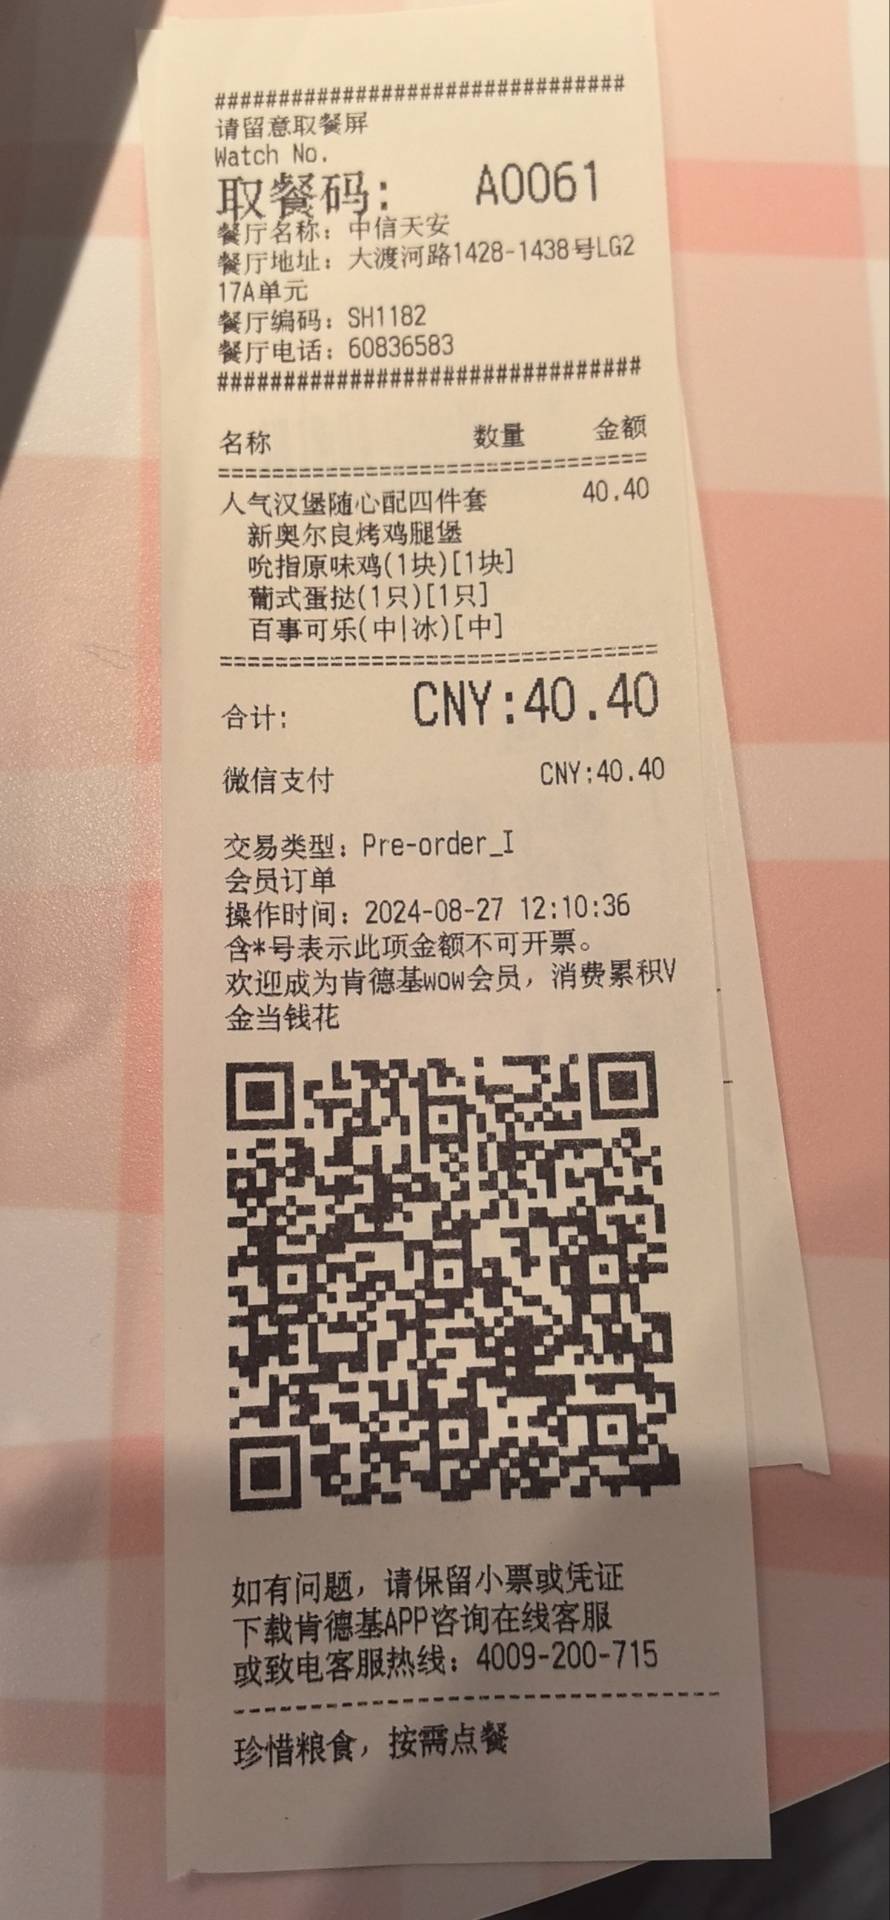 ################################
请留意取餐屏
Watch No.
取餐码: A0061
餐厅名称: 中信天安
餐厅地址: 大渡河路1428-1438号LG2
17A单元
餐厅编码: SH1182
餐厅电话: 60836583
################################
名称 数量 金额
================================
人气汉堡随心配四件套 40.40
新奥尔良烤鸡腿堡
吮指原味鸡(1块)[1块]
葡式蛋挞(1只)[1只]
百事可乐(中|冰)[中]
================================
合计: CNY:40.40
微信支付 CNY:40.40
交易类型: Pre-order_I
会员订单
操作时间: 2024-08-27 12:10:36
含*号表示此项金额不可开票。
欢迎成为肯德基wow会员，消费累积V
金当钱花
如有问题，请保留小票或凭证
下载肯德基APP咨询在线客服
或致电客服热线: 4009-200-715
--------------------------------
珍惜粮食，按需点餐